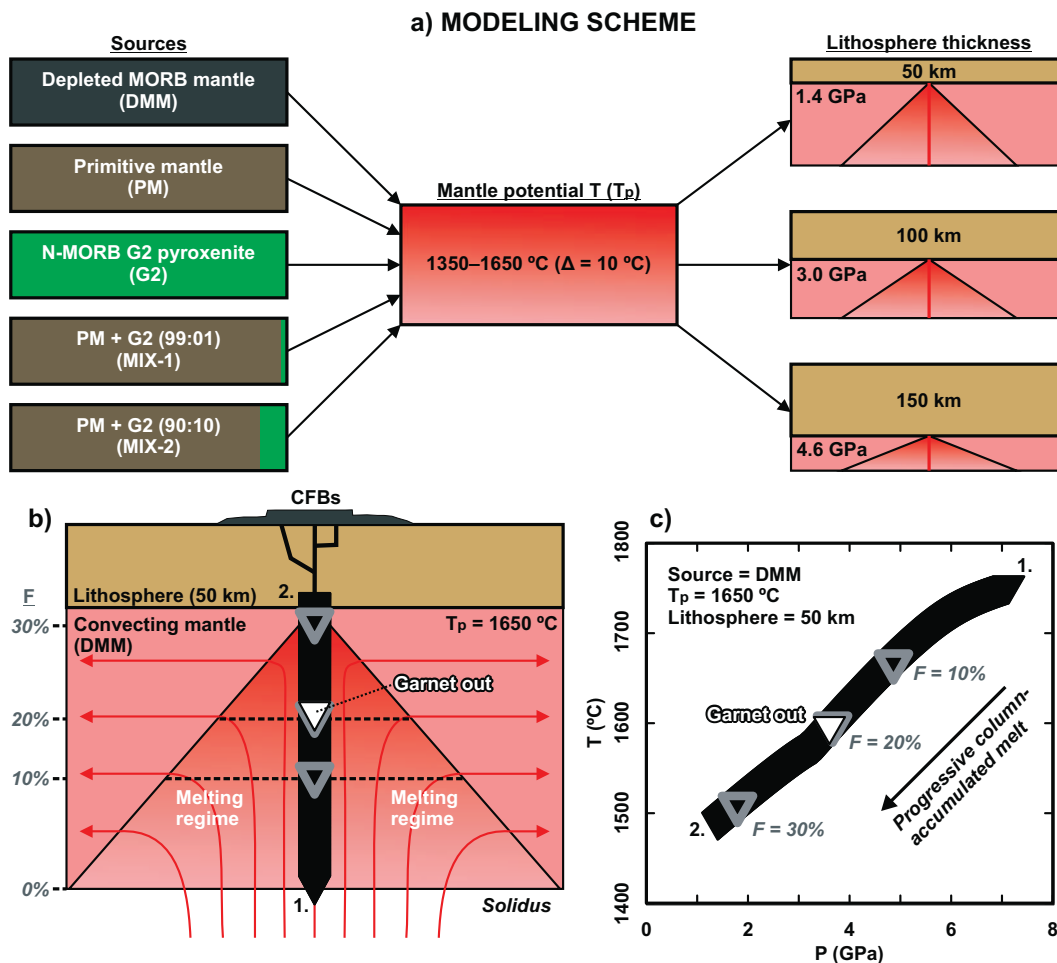 a) MODELING SCHEME
Sources
Depleted MORB mantle
(DMM)
Primitive mantle
(PM)
N-MORB G2 pyroxenite
(G2)
PM + G2 (99:01)
(MIX-1)
PM + G2 (90:10)
(MIX-2)
Mantle potential T (Tp)
1350–1650 ºC (Δ = 10 ºC)
Lithosphere thickness
50 km
1.4 GPa
100 km
3.0 GPa
150 km
4.6 GPa
b)
CFBs
F
Lithosphere (50 km)
2.
30%
Convecting mantle
(DMM)
Tp = 1650 ºC
Garnet out
20%
10%
Melting
regime
Melting
regime
0%
1.
Solidus
c)
1800
1700
1600
1500
1400
T (ºC)
Source = DMM
Tp = 1650 ºC
Lithosphere = 50 km
1.
F = 10%
Garnet out
F = 20%
Progressive column-
accumulated melt
2.
F = 30%
0 2 4 6 8
P (GPa)